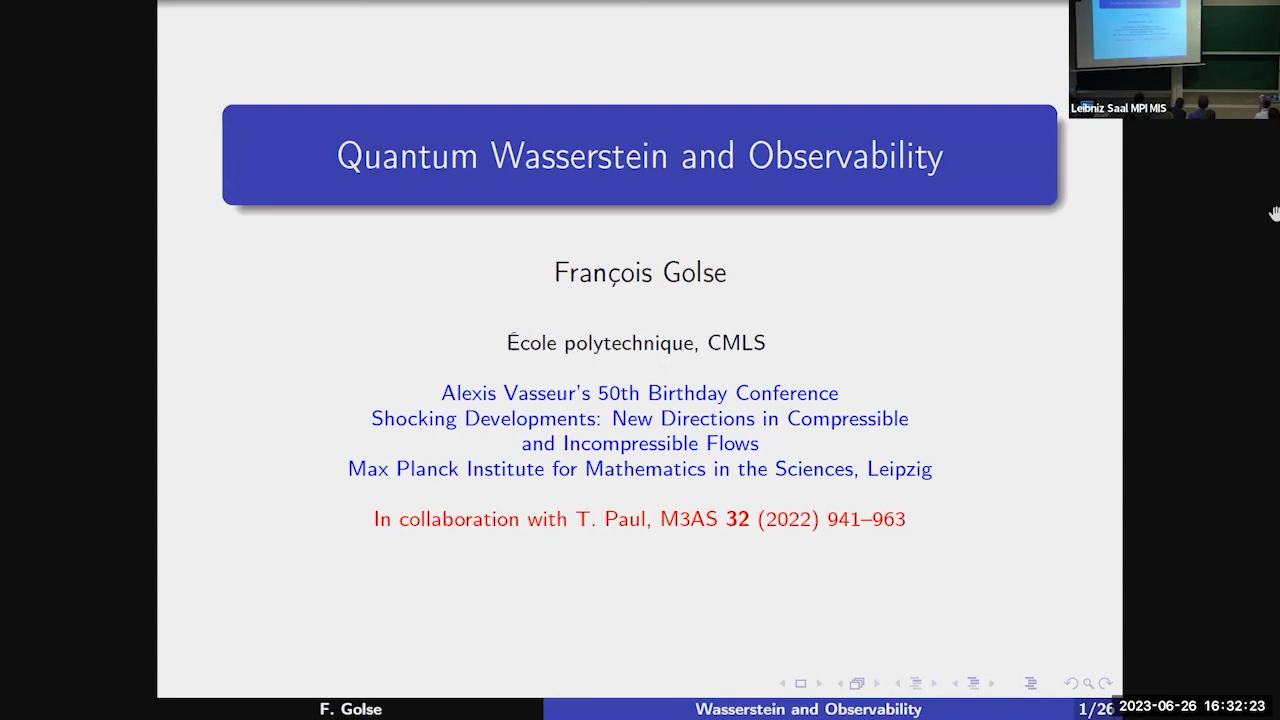 Quantum Wasserstein and Observability
Leibniz Saal MPI MIS
François Golse
École polytechnique, CMLS
Alexis Vasseur's 50th Birthday Conference
Shocking Developments: New Directions in Compressible
and Incompressible Flows
Max Planck Institute for Mathematics in the Sciences, Leipzig
In collaboration with T. Paul, M3AS 32 (2022) 941–963
F. Golse
Wasserstein and Observability
1/26
2023-06-26 16:32:23